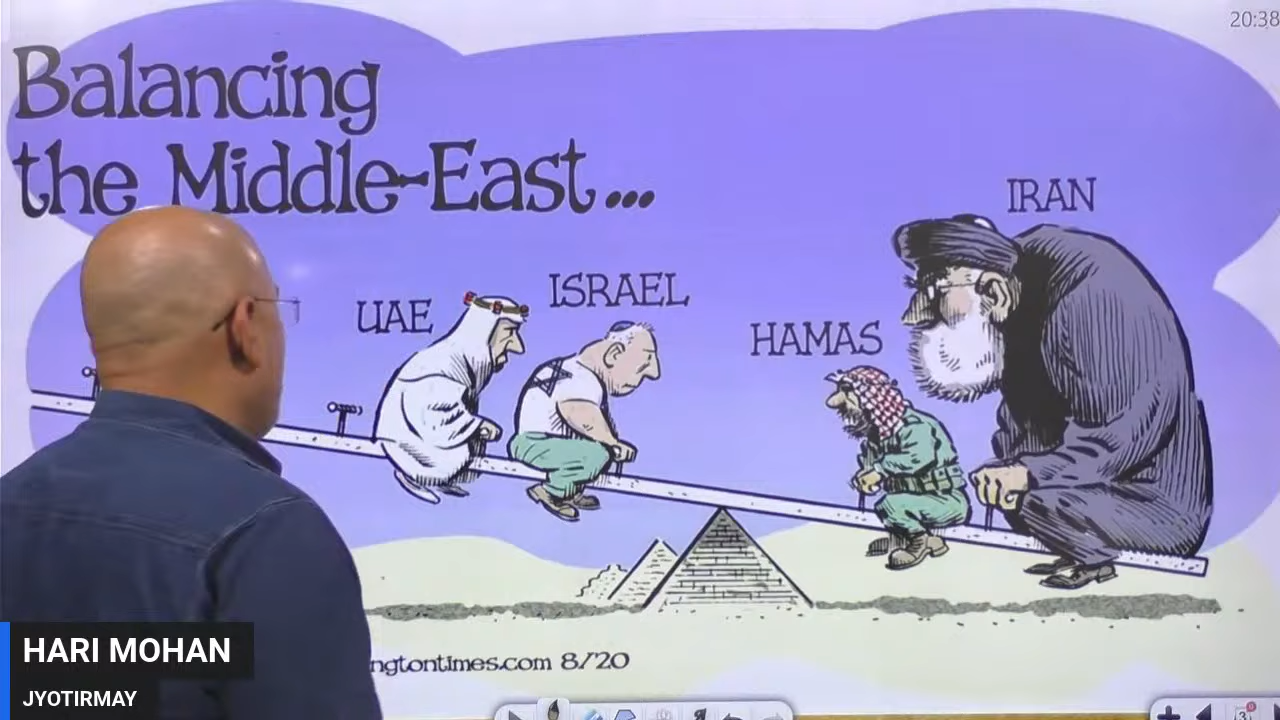 20:38
Balancing
the Middle-East...
IRAN
ISRAEL
UAE
HAMAS
ngtontimes.com 8/20
HARI MOHAN
JYOTIRMAY